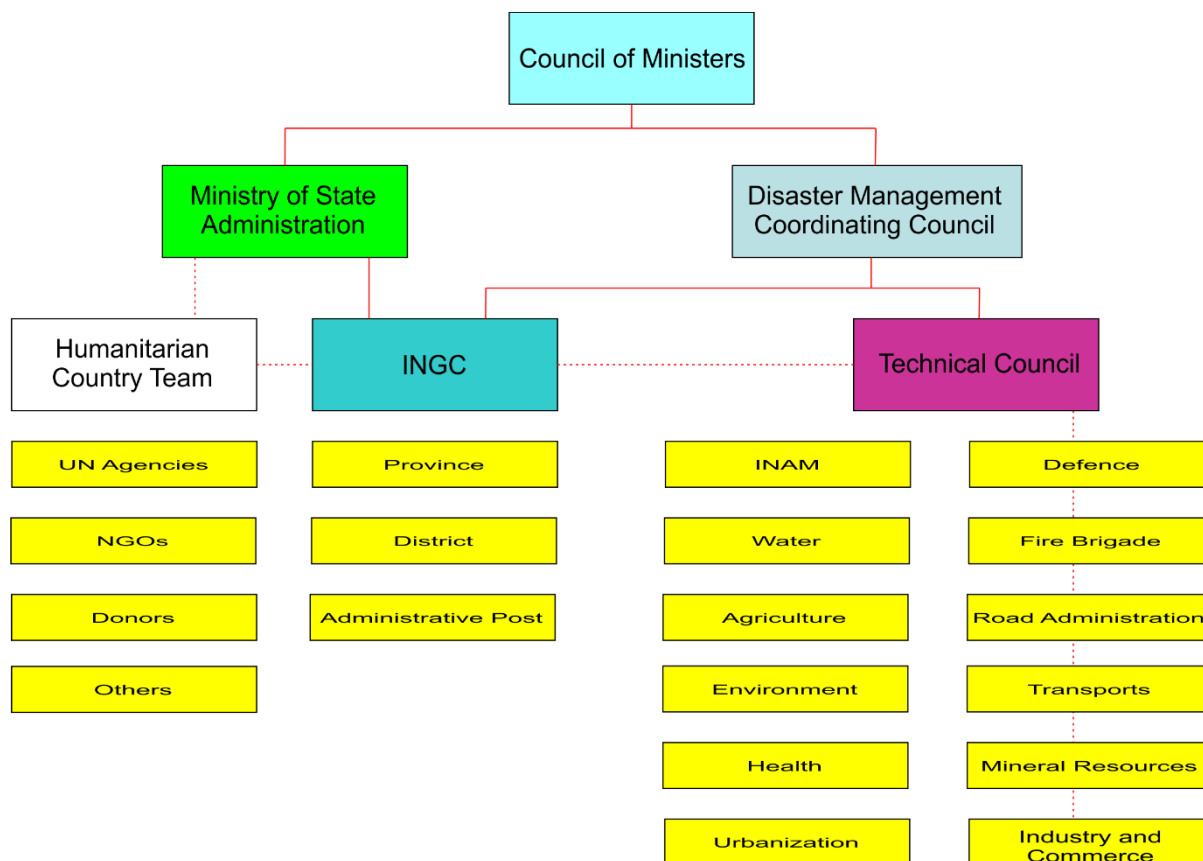 Council of Ministers
Ministry of State
Administration
Disaster Management
Coordinating Council
Humanitarian
Country Team
INGC
Technical Council
UN Agencies
Province
INAM
Defence
NGOs
District
Water
Fire Brigade
Donors
Administrative Post
Agriculture
Road Administration
Others
Environment
Transports
Health
Mineral Resources
Urbanization
Industry and
Commerce